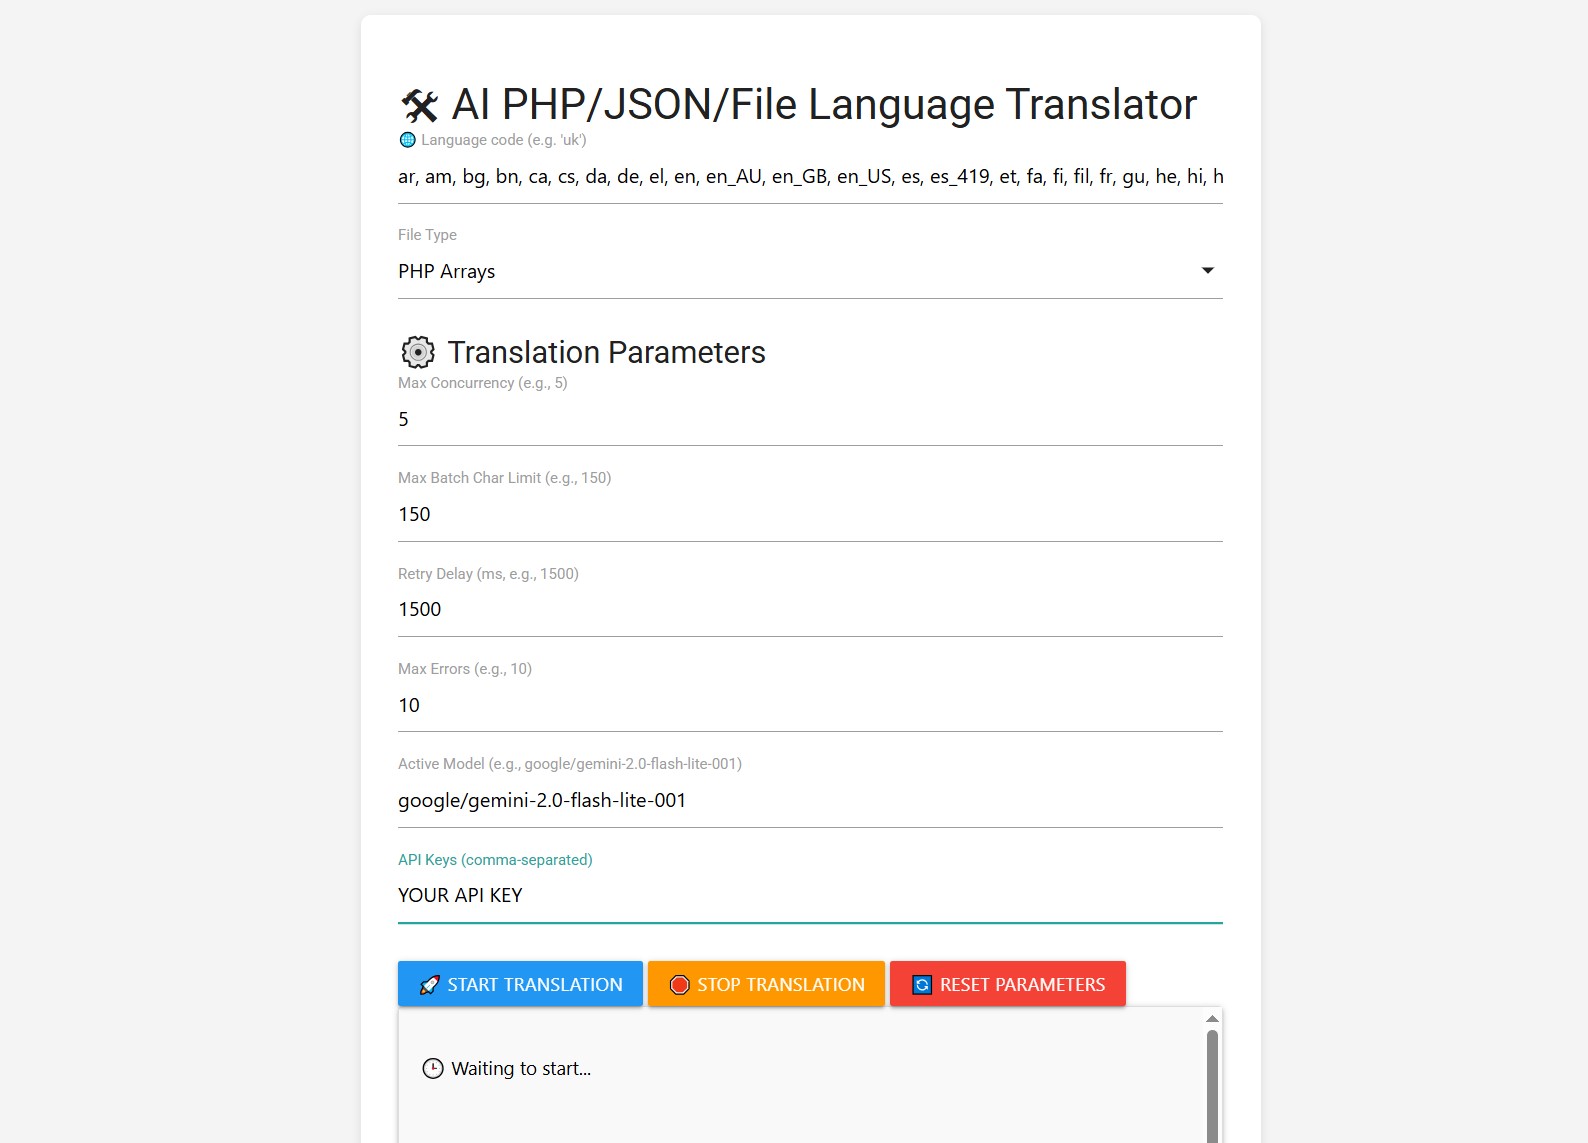 🛠 AI PHP/JSON/File Language Translator
🌐 Language code (e.g. 'uk')
ar, am, bg, bn, ca, cs, da, de, el, en, en_AU, en_GB, en_US, es, es_419, et, fa, fi, fil, fr, gu, he, hi, h
File Type
PHP Arrays
⚙ Translation Parameters
Max Concurrency (e.g., 5)
5
Max Batch Char Limit (e.g., 150)
150
Retry Delay (ms, e.g., 1500)
1500
Max Errors (e.g., 10)
10
Active Model (e.g., google/gemini-2.0-flash-lite-001)
google/gemini-2.0-flash-lite-001
API Keys (comma-separated)
YOUR API KEY
🚀 START TRANSLATION 🛑 STOP TRANSLATION 🔄 RESET PARAMETERS
🕒 Waiting to start...